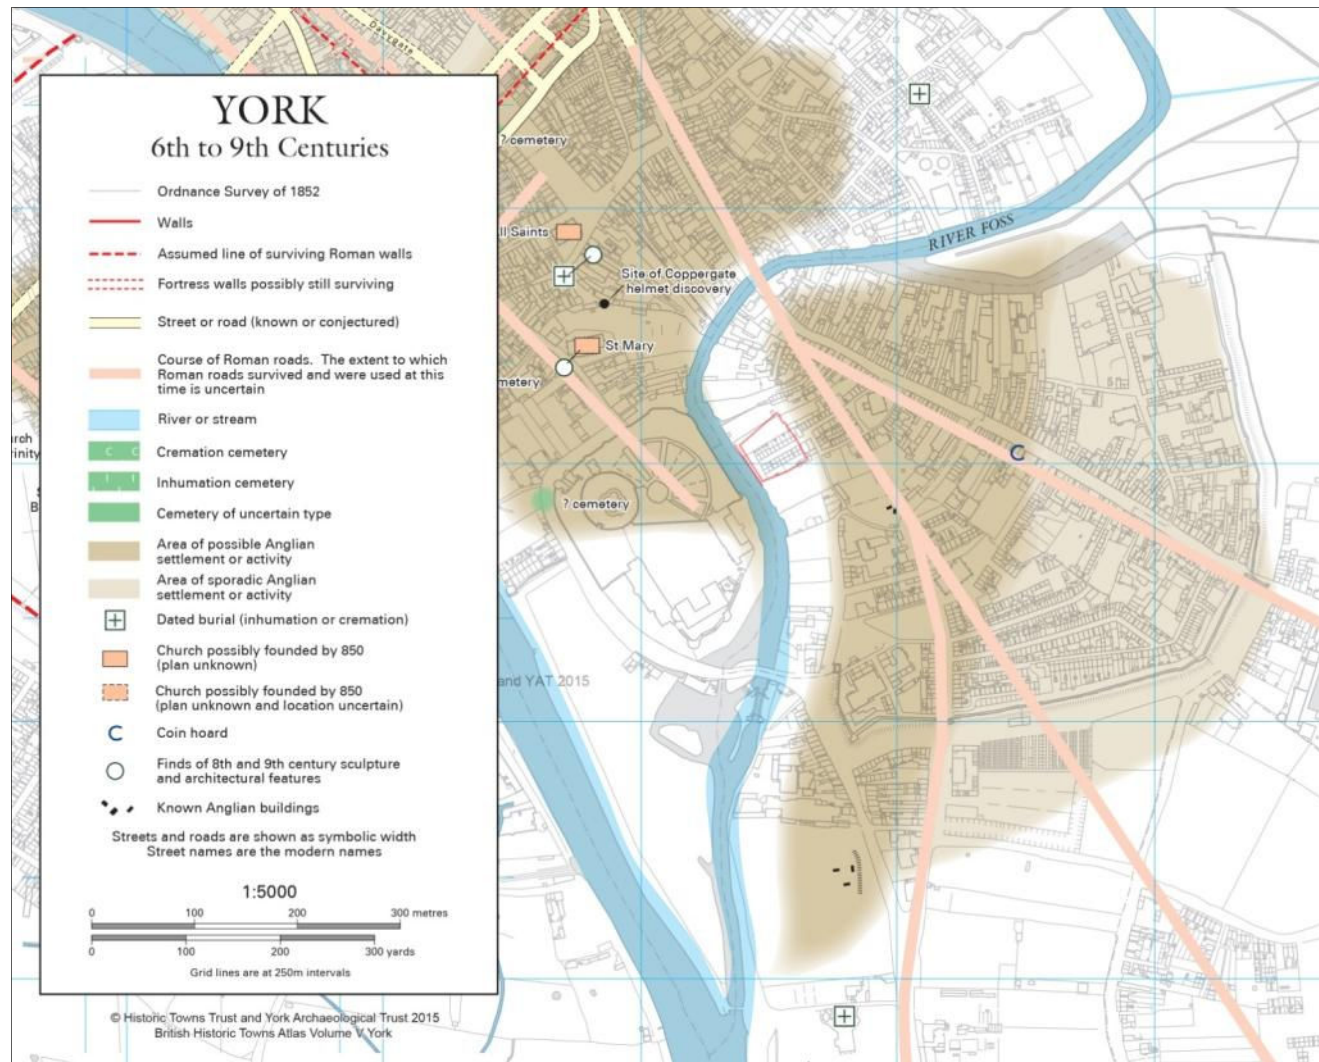 YORK
6th to 9th Centuries
Ordnance Survey of 1852
Walls
Assumed line of surviving Roman walls
Fortress walls possibly still surviving
Street or road (known or conjectured)
Course of Roman roads. The extent to which
Roman roads survived and were used at this
time is uncertain
River or stream
C C
Cremation cemetery
Inhumation cemetery
Cemetery of uncertain type
Area of possible Anglian
settlement or activity
Area of sporadic Anglian
settlement or activity
Dated burial (inhumation or cremation)
Church possibly founded by 850
(plan unknown)
Church possibly founded by 850
(plan unknown and location uncertain)
C
Coin hoard
Finds of 8th and 9th century sculpture
and architectural features
Known Anglian buildings
Streets and roads are shown as symbolic width
Street names are the modern names
1:5000
0 100 200 300 metres
0 100 200 300 yards
Grid lines are at 250m intervals
© Historic Towns Trust and York Archaeological Trust 2015
British Historic Towns Atlas Volume V York
Davygate
? cemetery
ll Saints
Site of Coppergate
helmet discovery
St Mary
metery
? cemetery
RIVER FOSS
C
and YAT 2015
urch
rinity
B